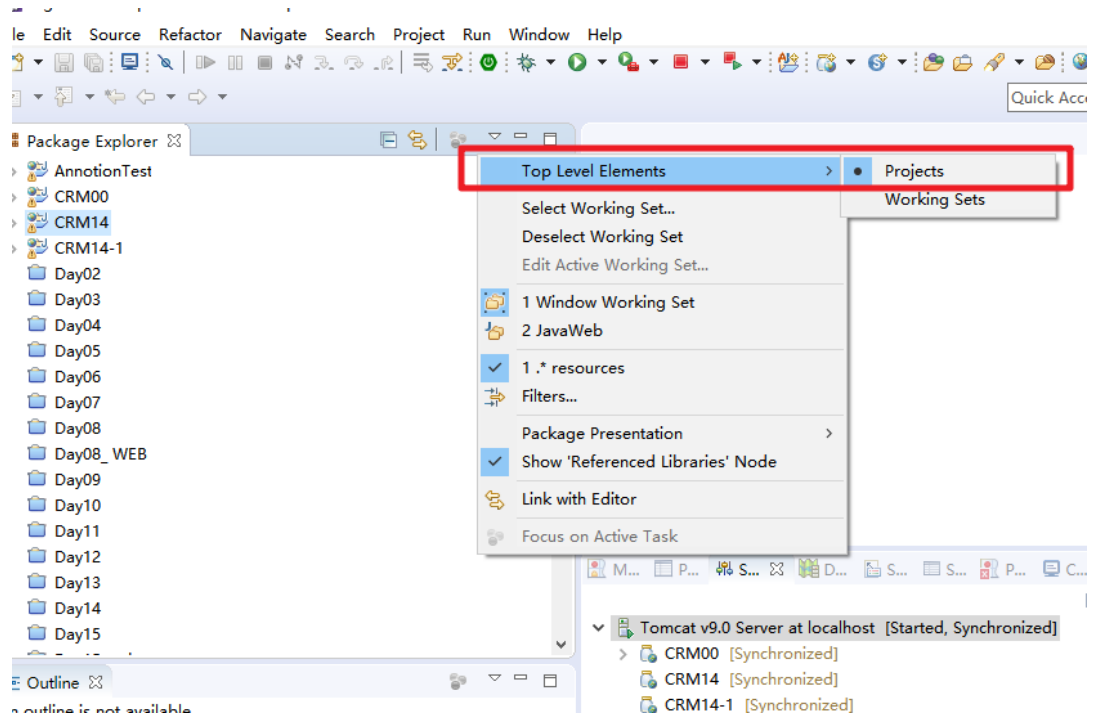 le Edit Source Refactor Navigate Search Project Run Window Help
Quick Acc
Package Explorer
AnnotionTest
CRM00
CRM14
CRM14-1
Day02
Day03
Day04
Day05
Day06
Day07
Day08
Day08_WEB
Day09
Day10
Day11
Day12
Day13
Day14
Day15
Top Level Elements
Projects
Working Sets
Select Working Set...
Deselect Working Set
Edit Active Working Set...
1 Window Working Set
2 JavaWeb
1 .* resources
Filters...
Package Presentation
Show 'Referenced Libraries' Node
Link with Editor
Focus on Active Task
M... P... S... D... S... S... P... C...
Tomcat v9.0 Server at localhost [Started, Synchronized]
CRM00 [Synchronized]
CRM14 [Synchronized]
CRM14-1 [Synchronized]
Outline
n outline is not available.